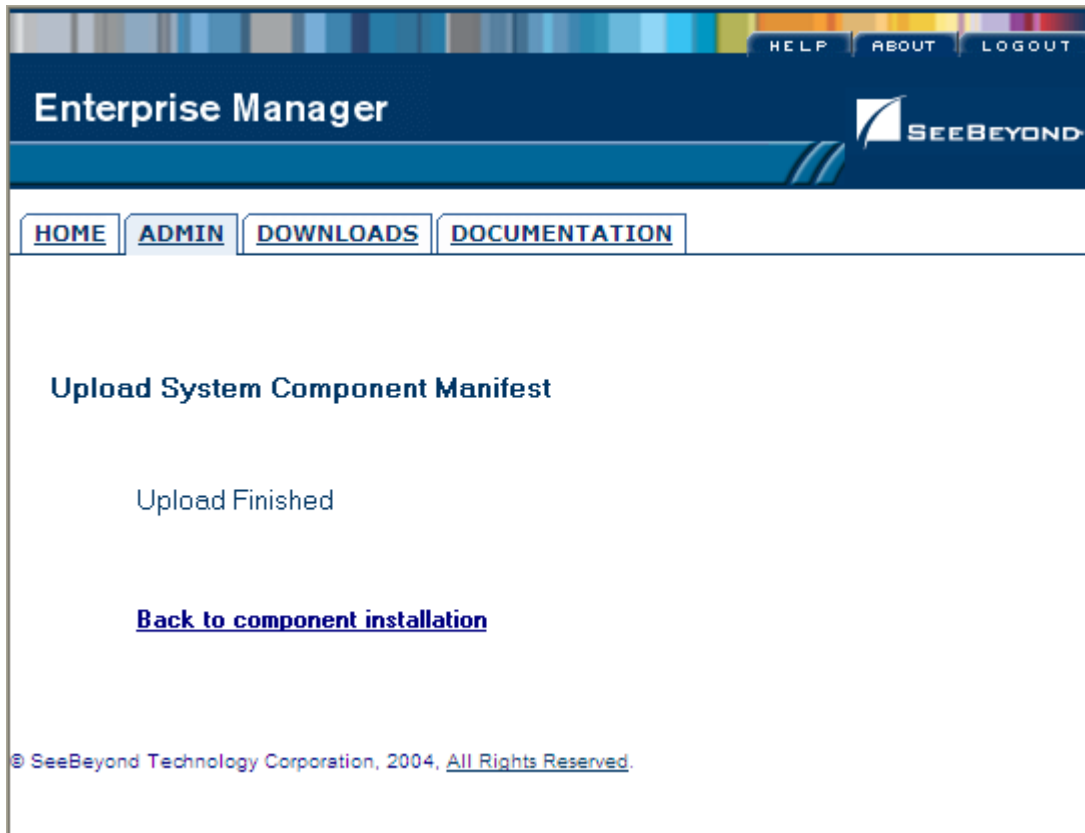 HELP ABOUT LOGOUT
Enterprise Manager
SEEBEYOND
HOME ADMIN DOWNLOADS DOCUMENTATION
Upload System Component Manifest
Upload Finished
Back to component installation
© SeeBeyond Technology Corporation, 2004, All Rights Reserved.